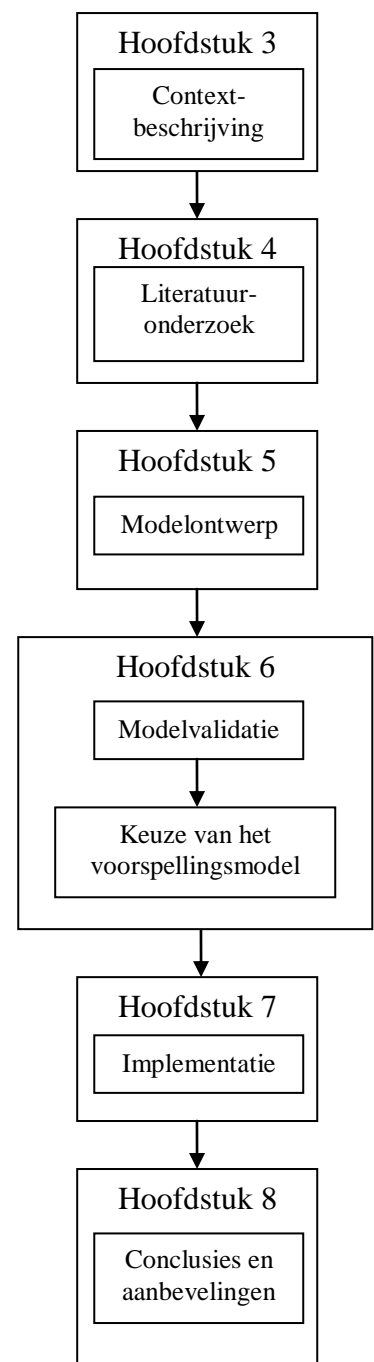 Hoofdstuk 3
Context-
beschrijving
Hoofdstuk 4
Literatuur-
onderzoek
Hoofdstuk 5
Modelontwerp
Hoofdstuk 6
Modelvalidatie
Keuze van het
voorspellingsmodel
Hoofdstuk 7
Implementatie
Hoofdstuk 8
Conclusies en
aanbevelingen